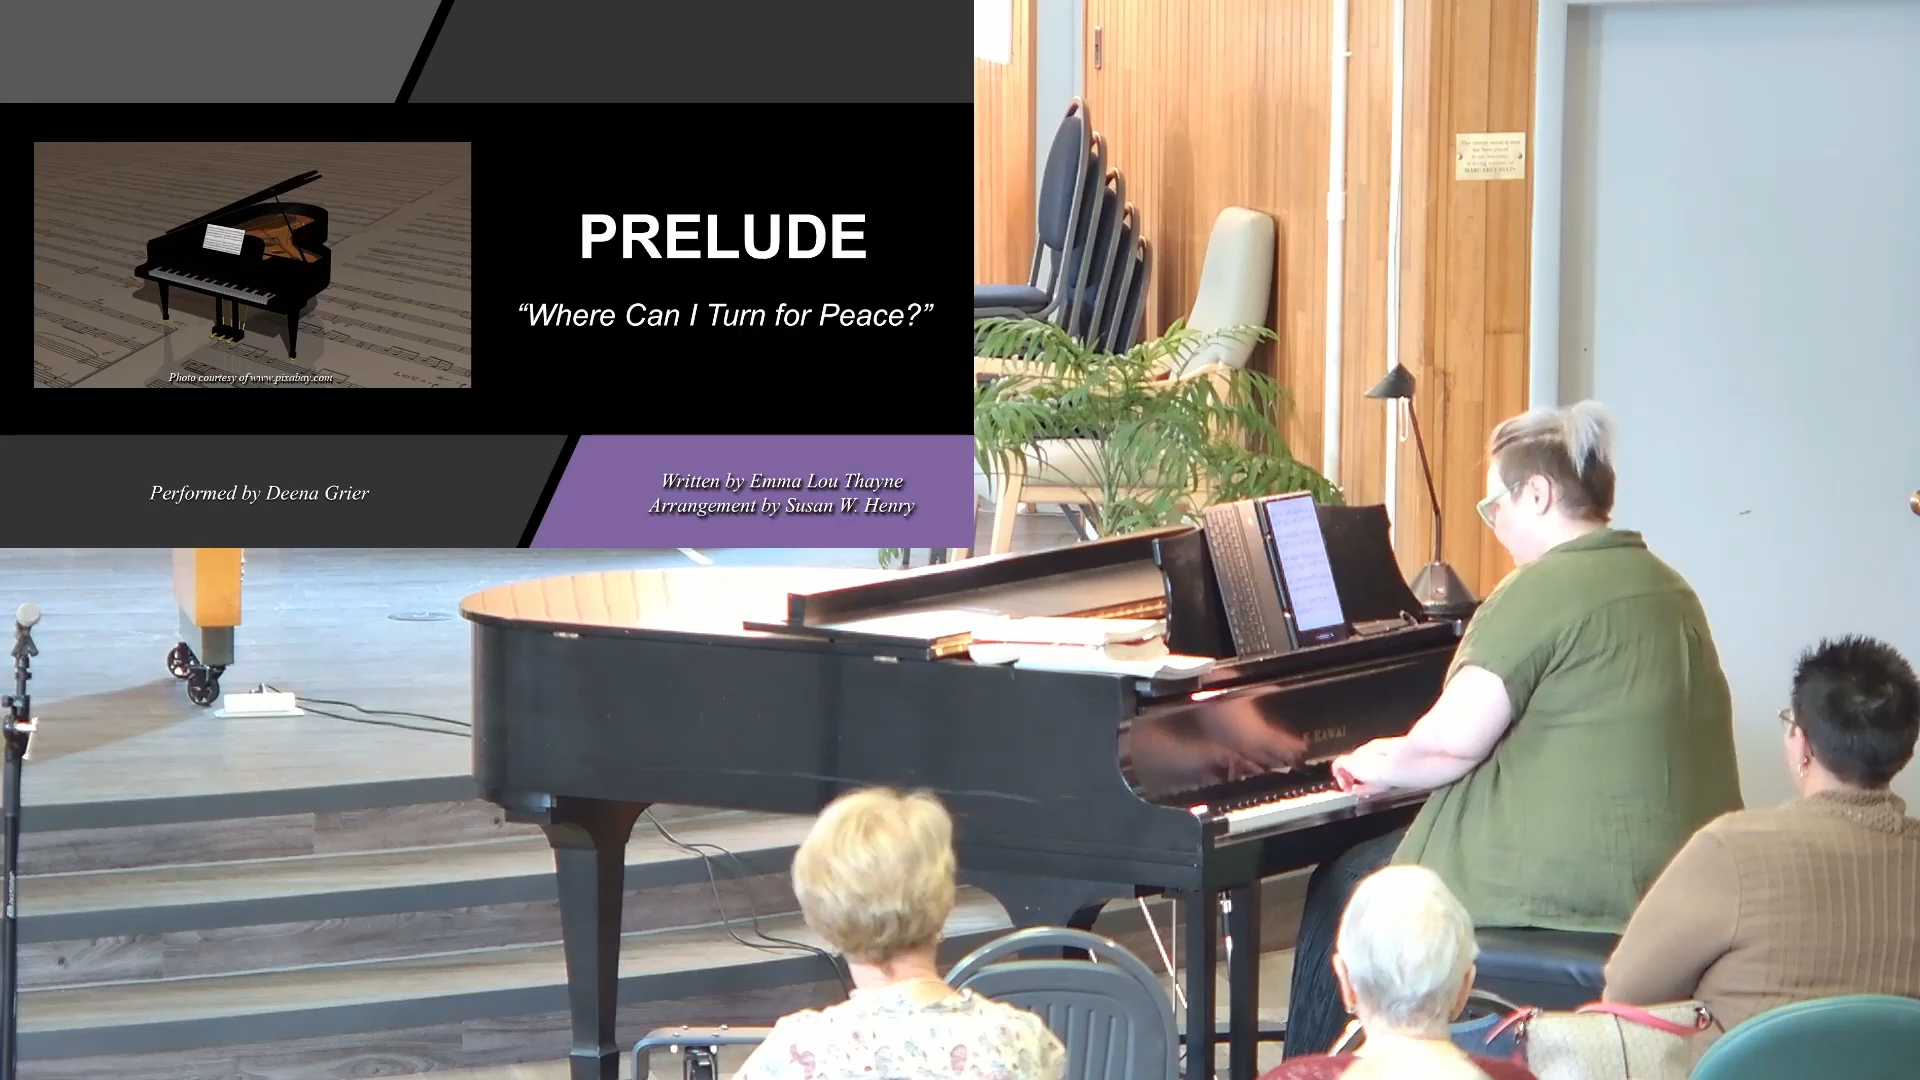 PRELUDE
“Where Can I Turn for Peace?”
Photo courtesy of www.pixabay.com
Performed by Deena Grier
Written by Emma Lou Thayne
Arrangement by Susan W. Henry
K.KAWAI